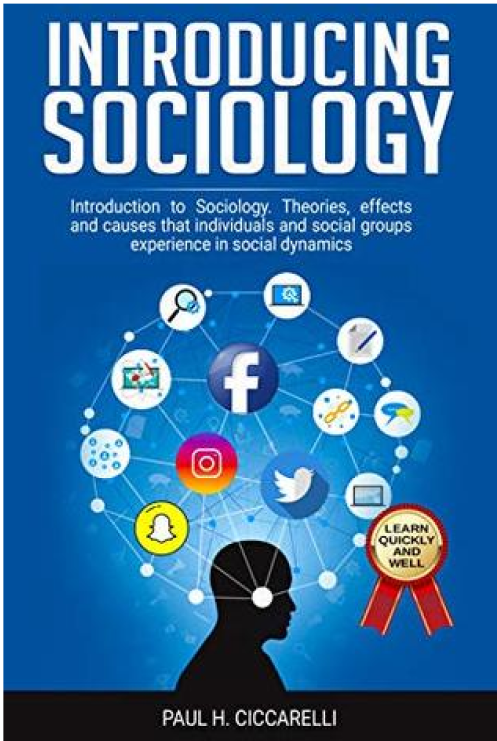 INTRODUCING
SOCIOLOGY
Introduction to Sociology. Theories, effects
and causes that individuals and social groups
experience in social dynamics
LEARN
QUICKLY
AND
WELL
PAUL H. CICCARELLI